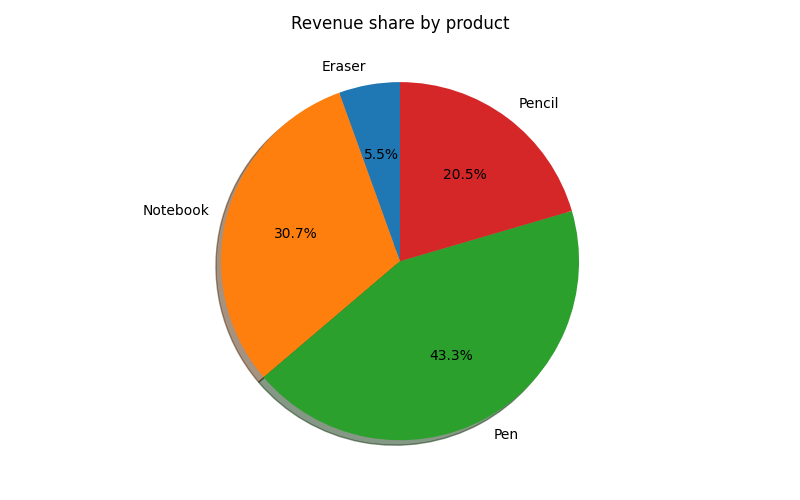 Revenue share by product
Eraser
Pencil
5.5%
20.5%
Notebook
30.7%
43.3%
Pen